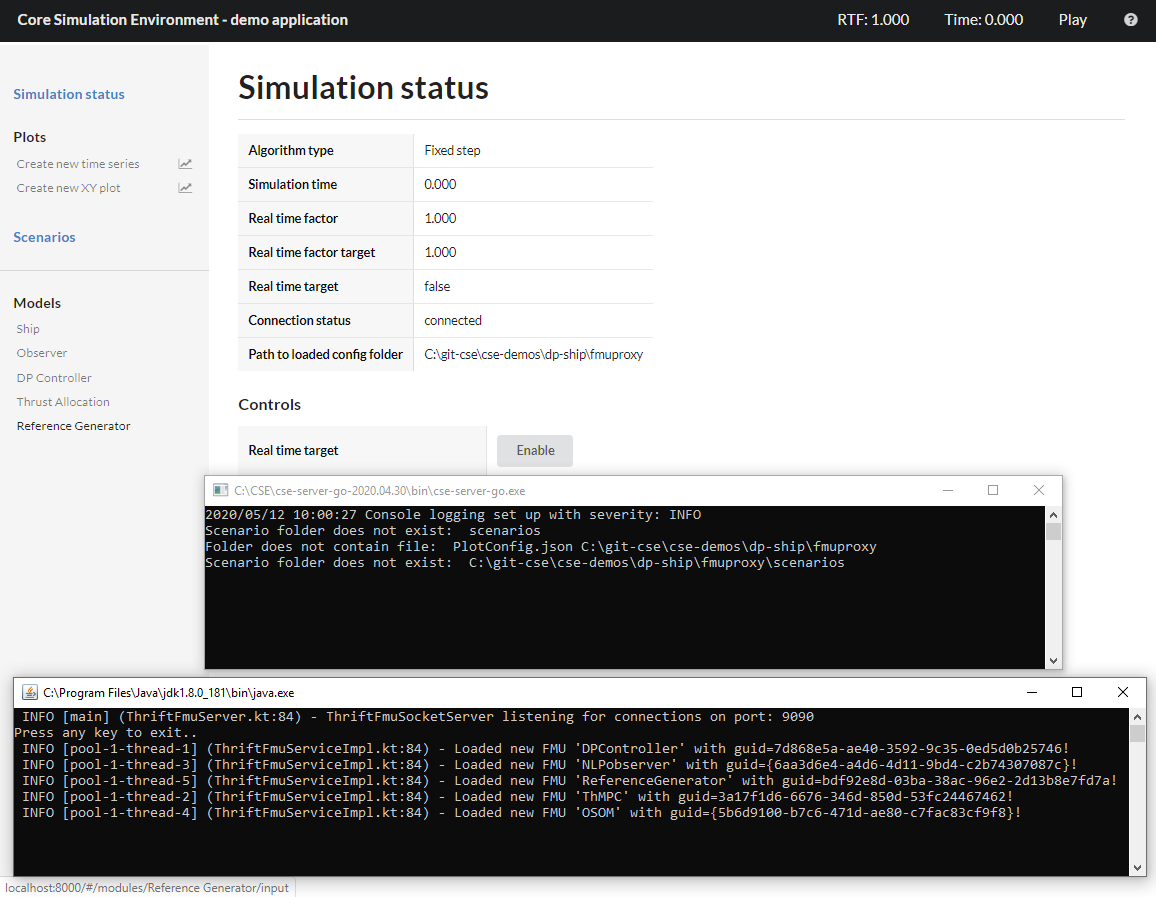 Core Simulation Environment - demo application RTF: 1.000 Time: 0.000 Play ?
Simulation status
Plots
Create new time series
Create new XY plot
Scenarios
Models
Ship
Observer
DP Controller
Thrust Allocation
Reference Generator
Simulation status
Algorithm type Fixed step
Simulation time 0.000
Real time factor 1.000
Real time factor target 1.000
Real time target false
Connection status connected
Path to loaded config folder C:\git-cse\cse-demos\dp-ship\fmuproxy
Controls
Real time target Enable
C:\CSE\cse-server-go-2020.04.30\bin\cse-server-go.exe
2020/05/12 10:00:27 Console logging set up with severity: INFO
Scenario folder does not exist:  scenarios
Folder does not contain file:  PlotConfig.json C:\git-cse\cse-demos\dp-ship\fmuproxy
Scenario folder does not exist:  C:\git-cse\cse-demos\dp-ship\fmuproxy\scenarios
C:\Program Files\Java\jdk1.8.0_181\bin\java.exe
INFO [main] (ThriftFmuServer.kt:84) - ThriftFmuSocketServer listening for connections on port: 9090
Press any key to exit..
INFO [pool-1-thread-1] (ThriftFmuServiceImpl.kt:84) - Loaded new FMU 'DPController' with guid=7d868e5a-ae40-3592-9c35-0ed5d0b25746!
INFO [pool-1-thread-3] (ThriftFmuServiceImpl.kt:84) - Loaded new FMU 'NLPobserver' with guid={6aa3d6e4-a4d6-4d11-9bd4-c2b74307087c}!
INFO [pool-1-thread-5] (ThriftFmuServiceImpl.kt:84) - Loaded new FMU 'ReferenceGenerator' with guid=bdf92e8d-03ba-38ac-96e2-2d13b8e7fd7a!
INFO [pool-1-thread-2] (ThriftFmuServiceImpl.kt:84) - Loaded new FMU 'ThMPC' with guid=3a17f1d6-6676-346d-850d-53fc24467462!
INFO [pool-1-thread-4] (ThriftFmuServiceImpl.kt:84) - Loaded new FMU 'OSOM' with guid={5b6d9100-b7c6-471d-ae80-c7fac83cf9f8}!
localhost:8000/#/modules/Reference Generator/input